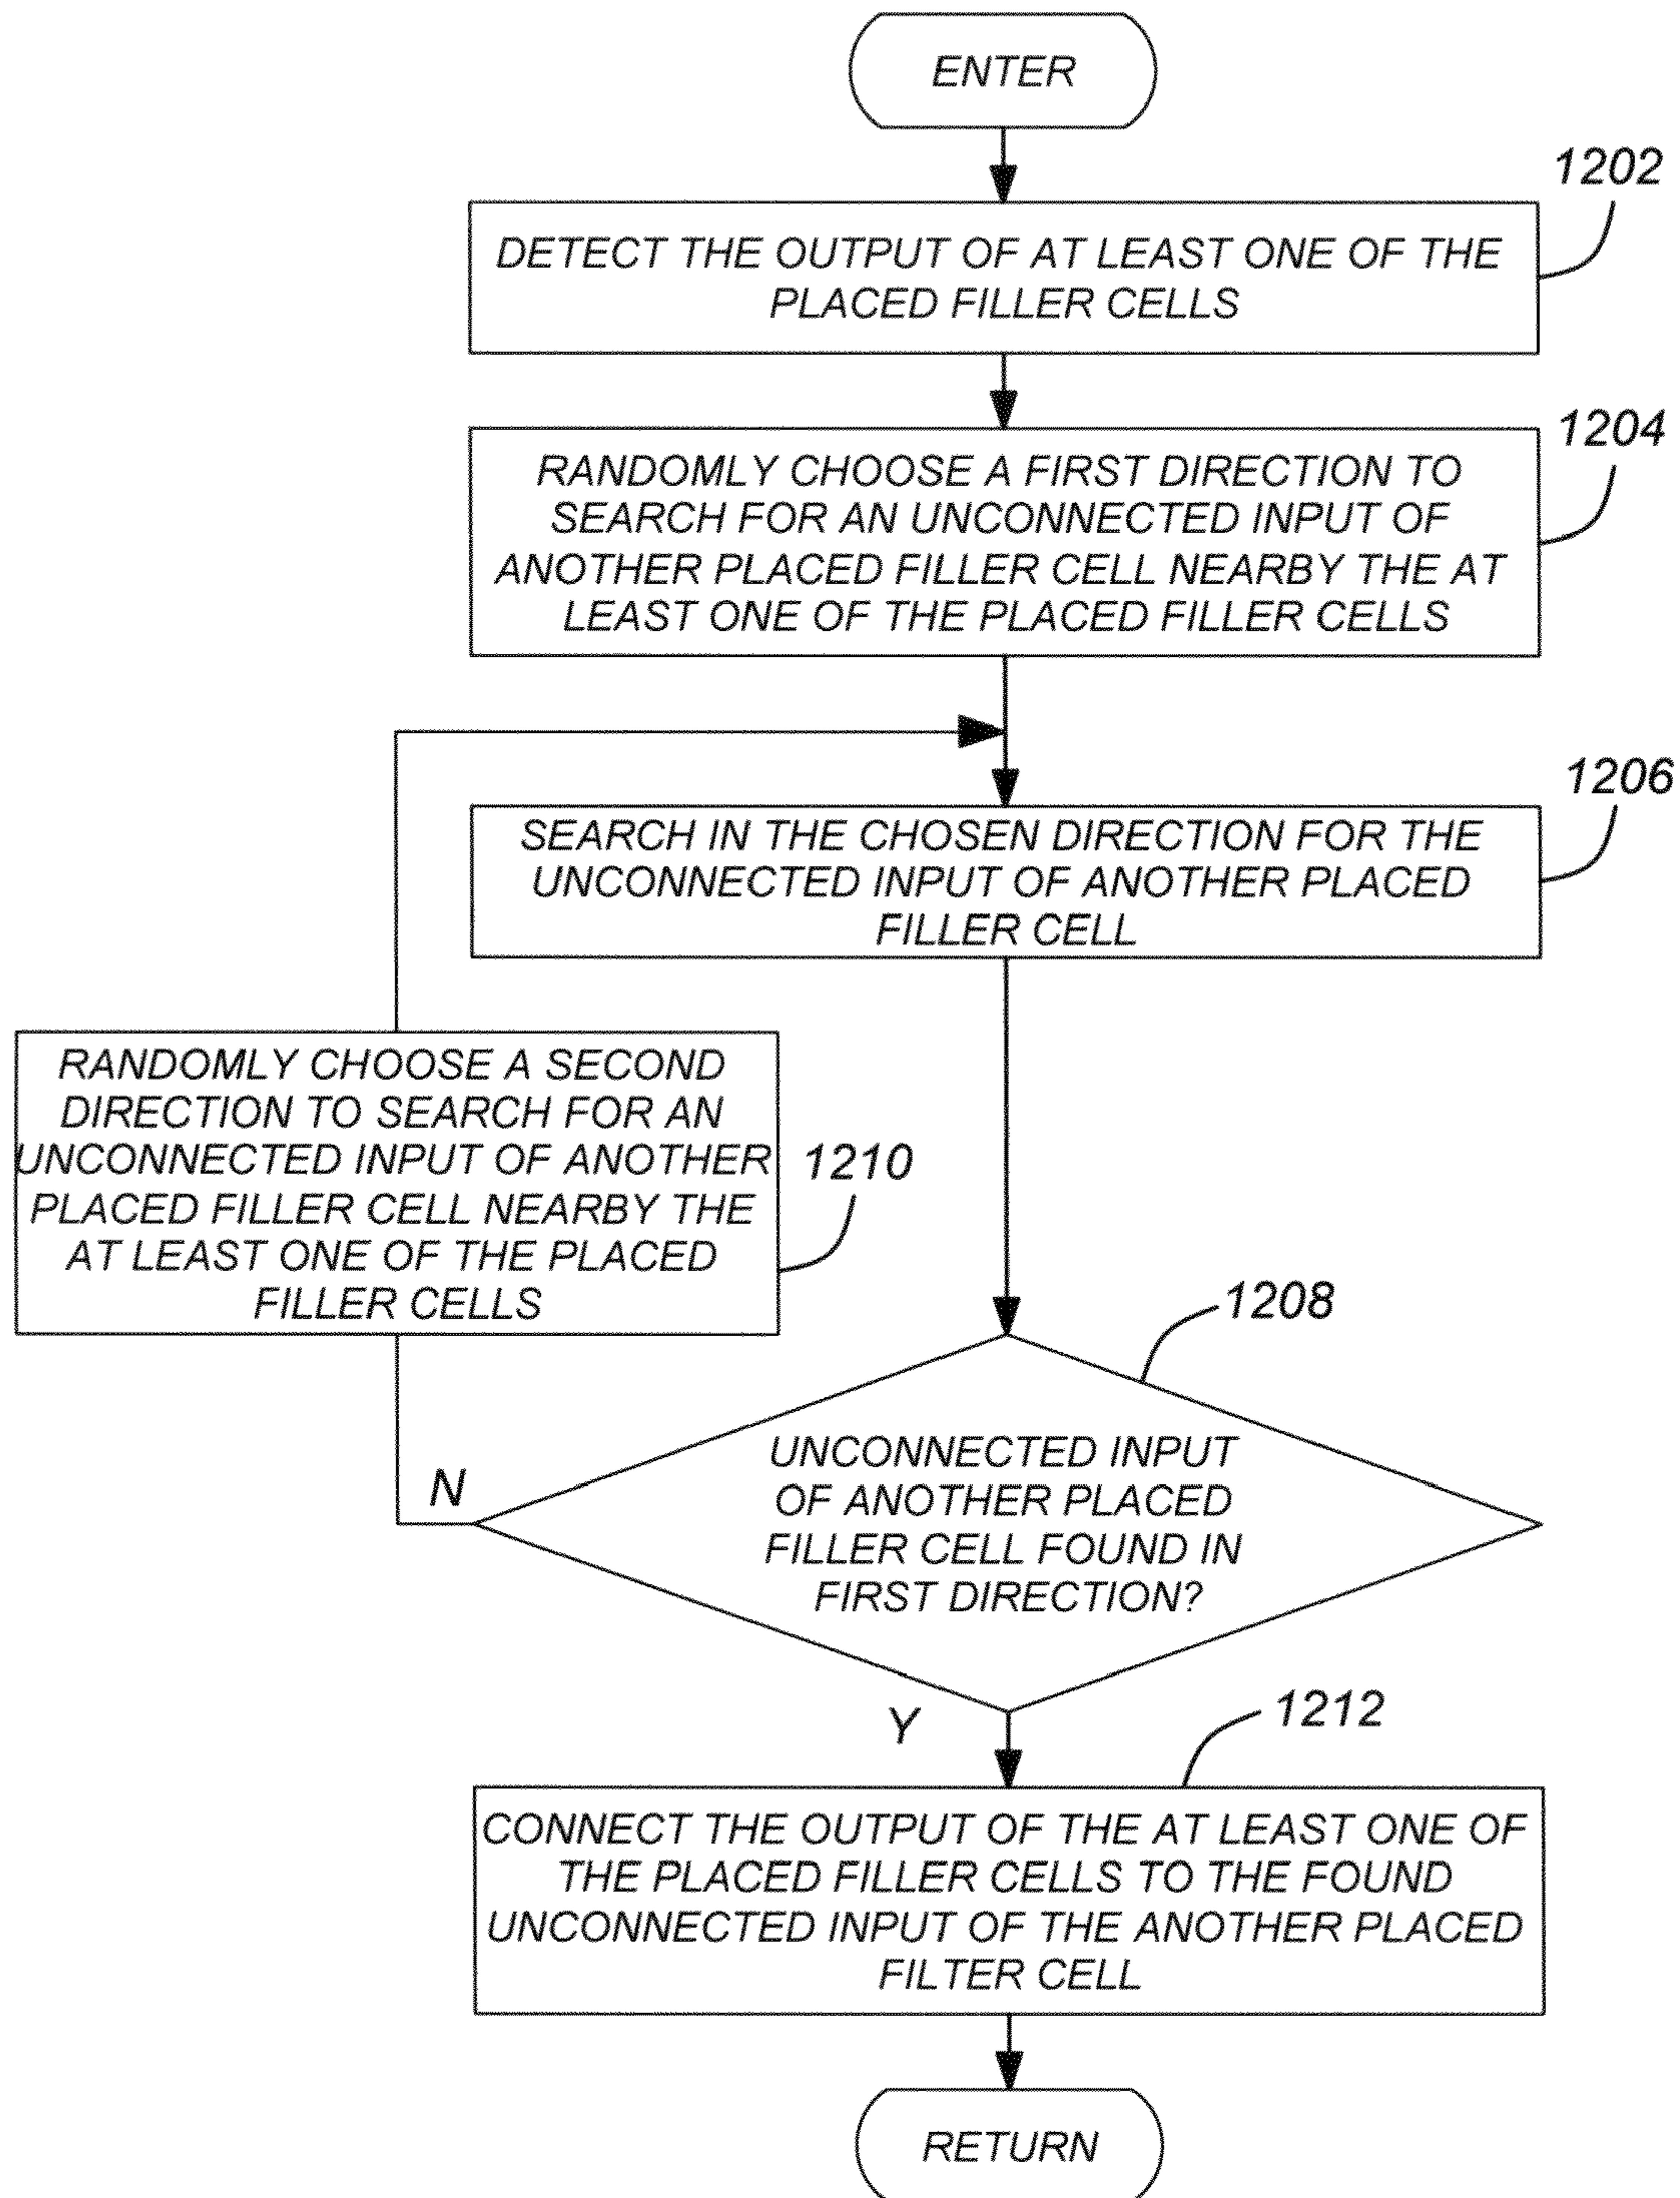 ENTER
1202
DETECT THE OUTPUT OF AT LEAST ONE OF THE
PLACED FILLER CELLS
1204
RANDOMLY CHOOSE A FIRST DIRECTION TO
SEARCH FOR AN UNCONNECTED INPUT OF
ANOTHER PLACED FILLER CELL NEARBY THE AT
LEAST ONE OF THE PLACED FILLER CELLS
1206
SEARCH IN THE CHOSEN DIRECTION FOR THE
UNCONNECTED INPUT OF ANOTHER PLACED
FILLER CELL
RANDOMLY CHOOSE A SECOND
DIRECTION TO SEARCH FOR AN
UNCONNECTED INPUT OF ANOTHER
PLACED FILLER CELL NEARBY THE
AT LEAST ONE OF THE PLACED
FILLER CELLS
1210
1208
UNCONNECTED INPUT
OF ANOTHER PLACED
FILLER CELL FOUND IN
FIRST DIRECTION?
N
Y
1212
CONNECT THE OUTPUT OF THE AT LEAST ONE OF
THE PLACED FILLER CELLS TO THE FOUND
UNCONNECTED INPUT OF THE ANOTHER PLACED
FILTER CELL
RETURN